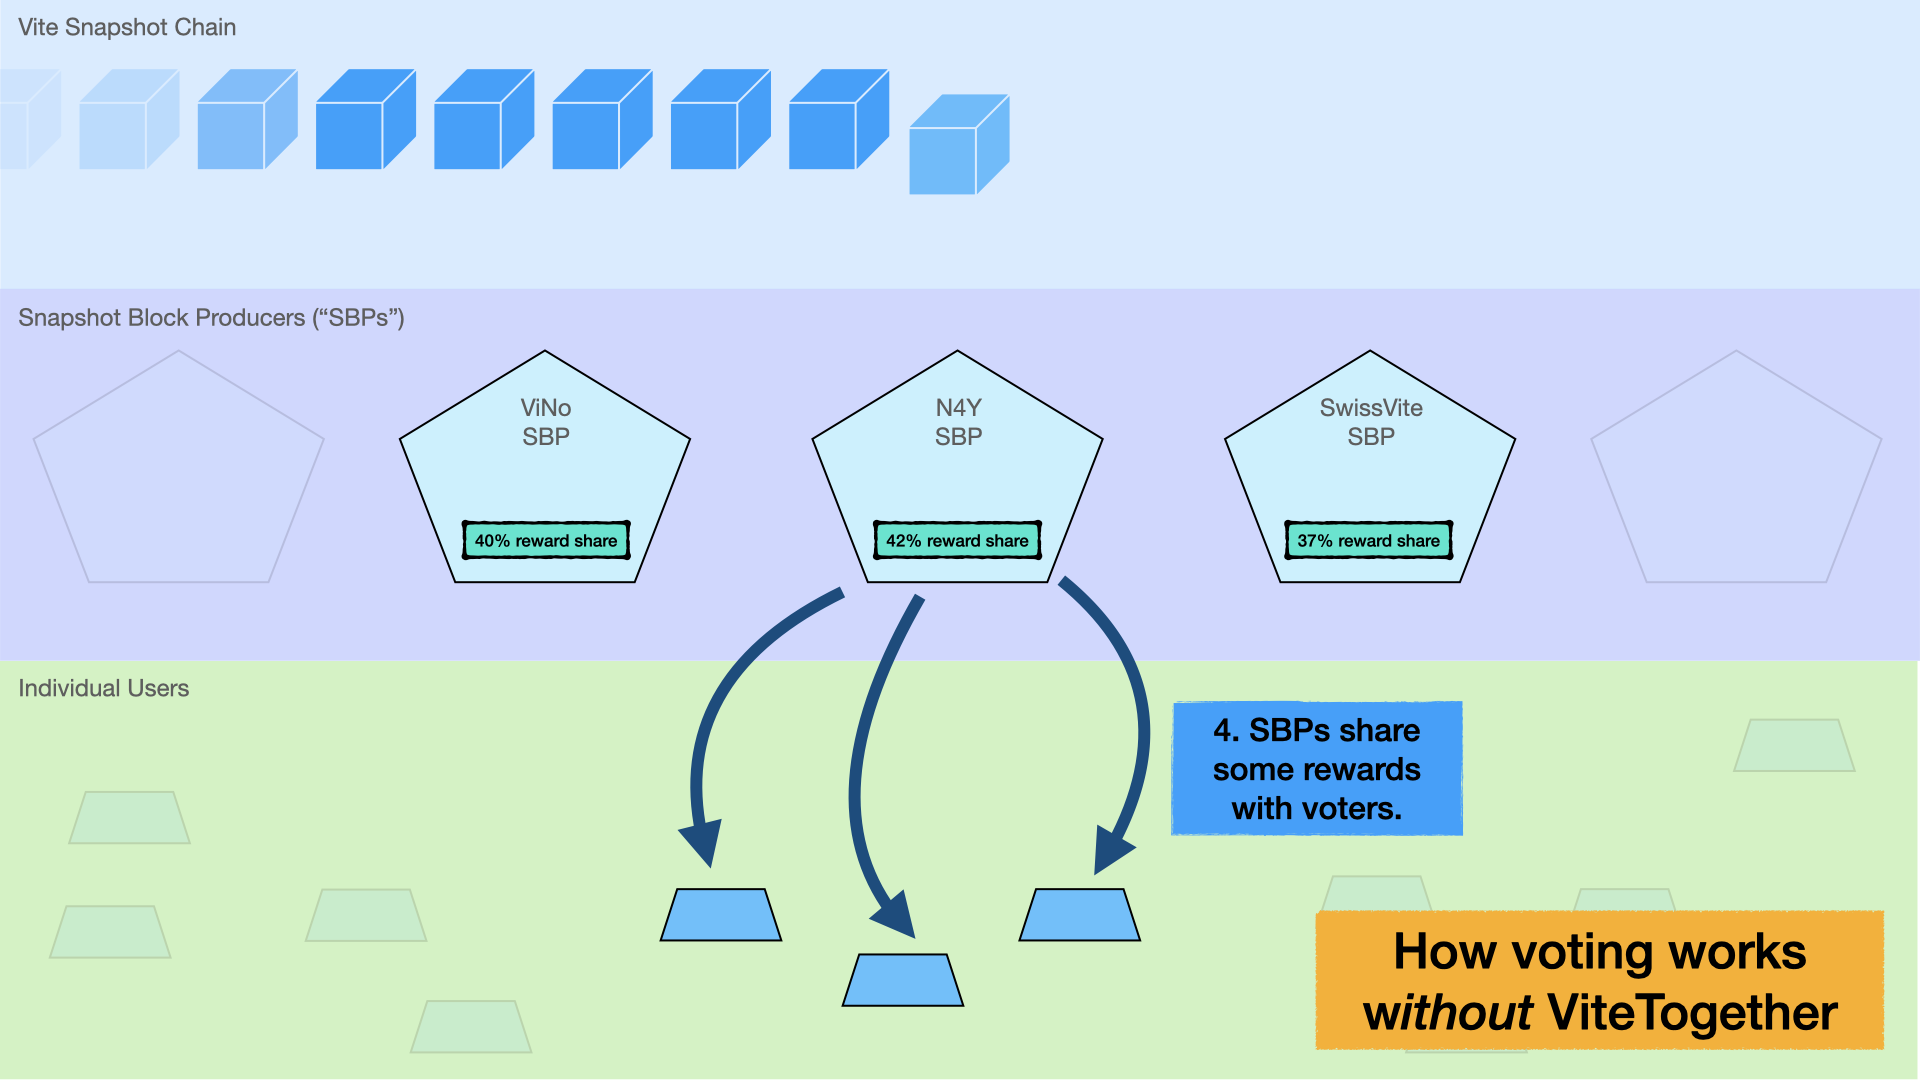 Vite Snapshot Chain
Snapshot Block Producers (“SBPs”)
ViNo
SBP
40% reward share
N4Y
SBP
42% reward share
SwissVite
SBP
37% reward share
Individual Users
4. SBPs share
some rewards
with voters.
How voting works
without ViteTogether